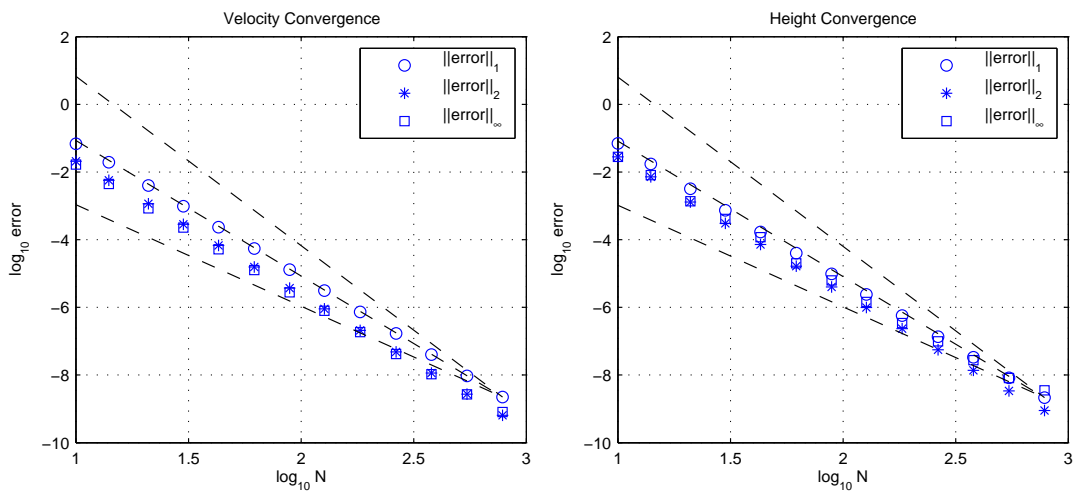 Velocity Convergence
2
0
−2
−4
−6
−8
−10
log10 error
1
1.5
2
2.5
3
log10 N
||error||1
||error||2
||error||∞
Height Convergence
2
0
−2
−4
−6
−8
−10
log10 error
1
1.5
2
2.5
3
log10 N
||error||1
||error||2
||error||∞